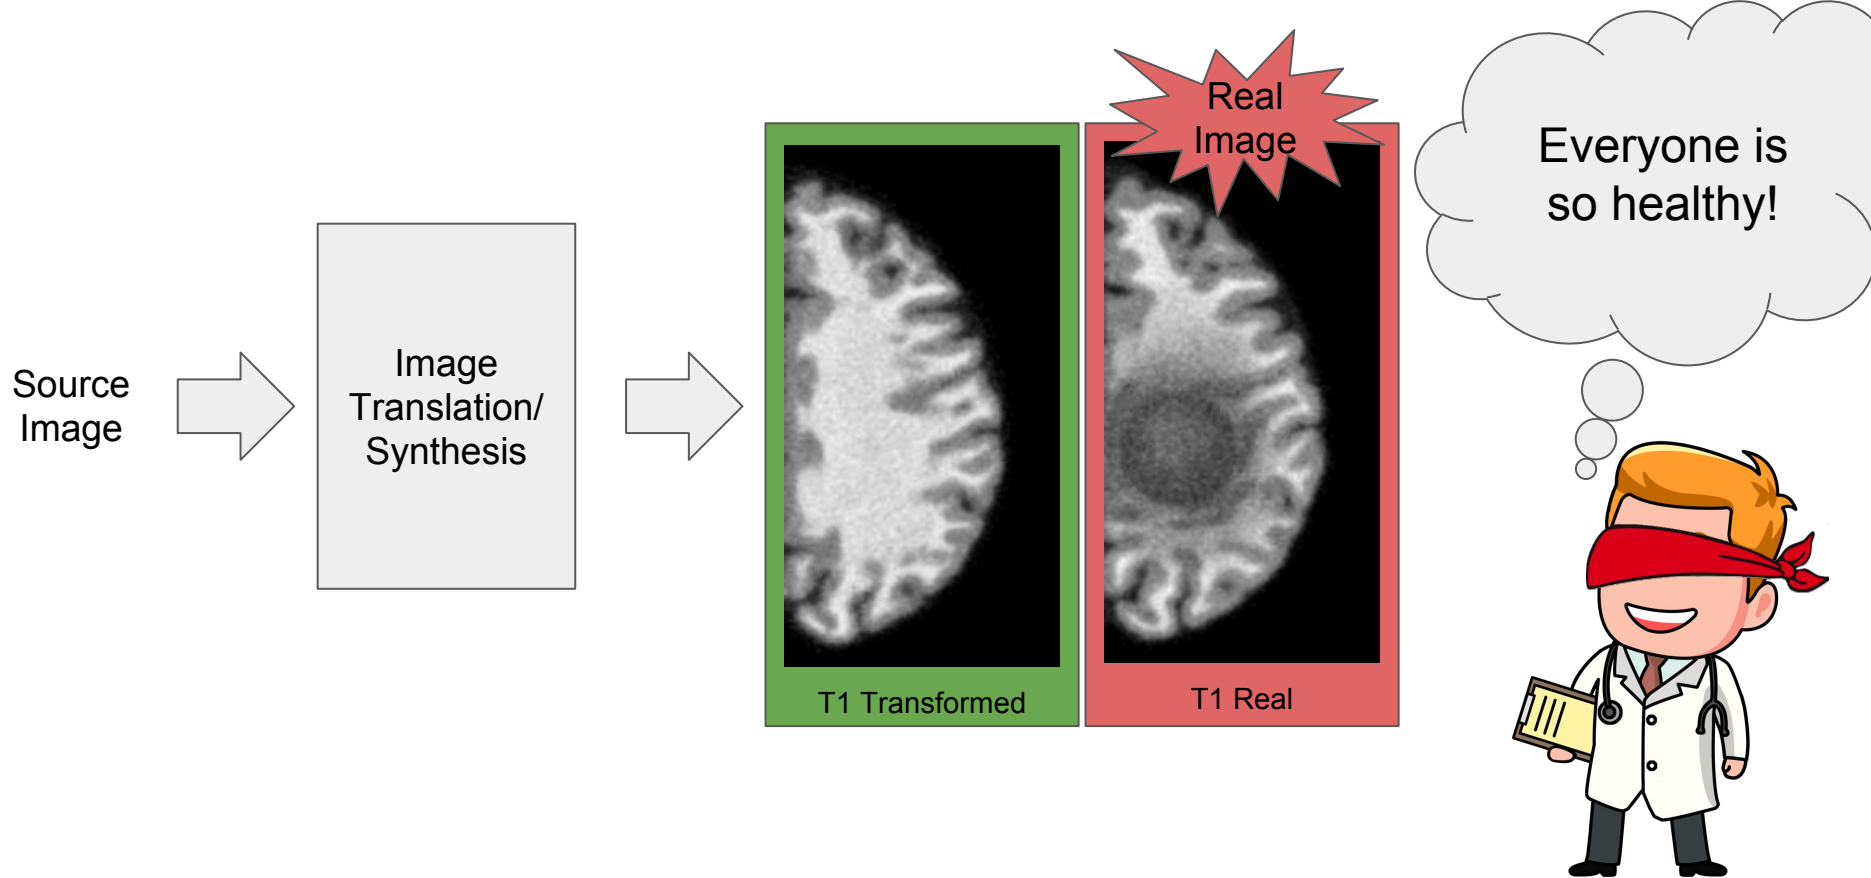 Source
Image
Image
Translation/
Synthesis
T1 Transformed
Real
Image
T1 Real
Everyone is
so healthy!